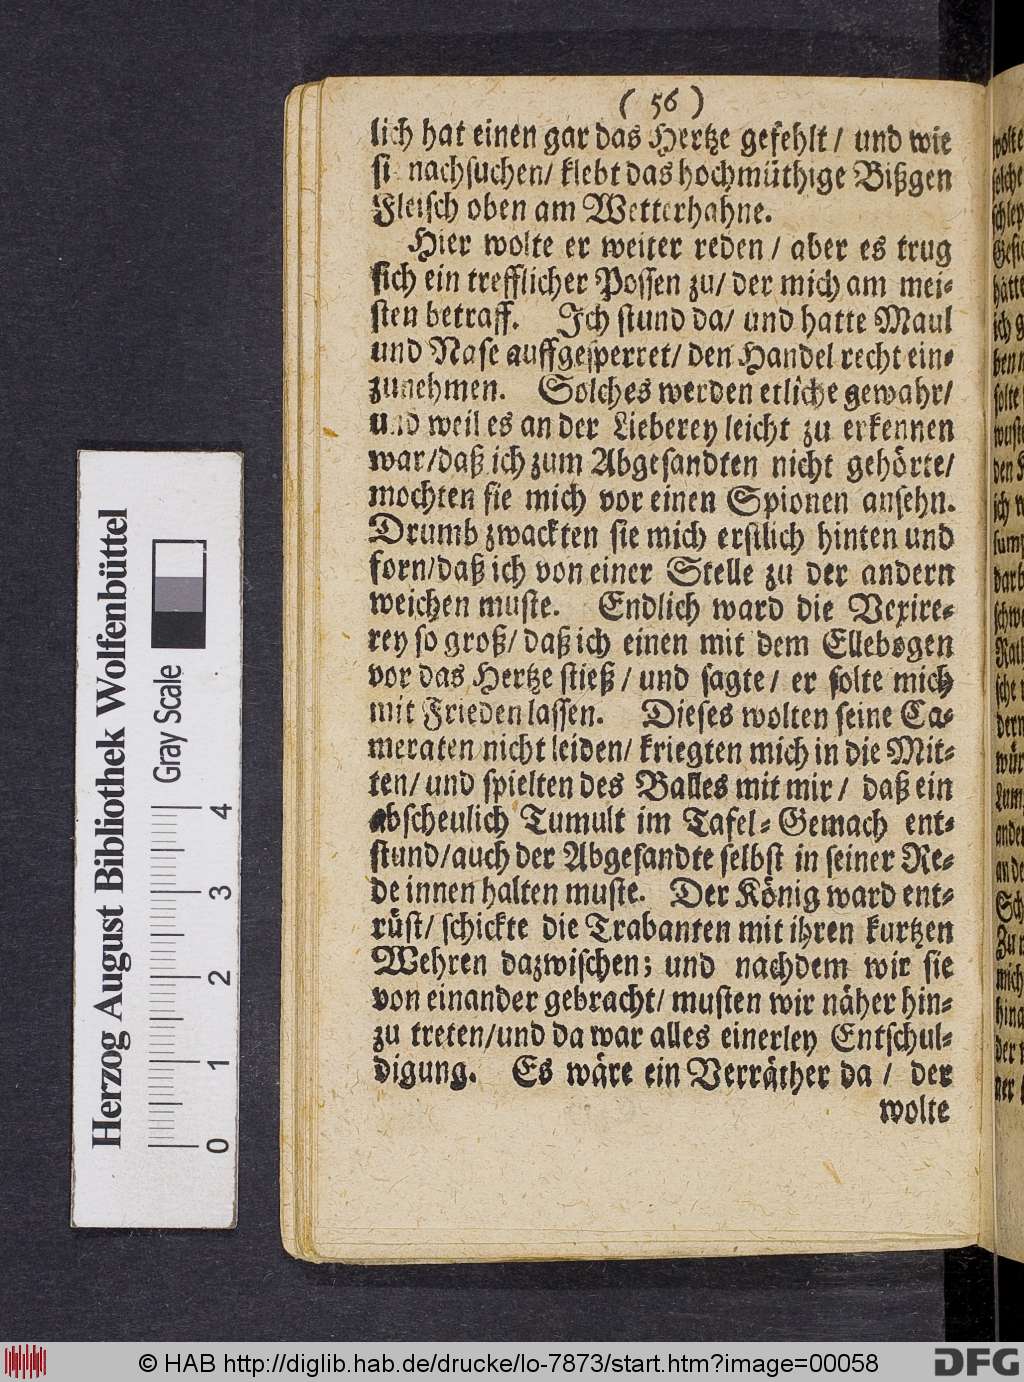 ( 56 )
lich hat einen gar das Hertze gefehlt / und wie
si nachsuchen/ klebt das hochmüthige Bißgen
Fleisch oben am Wetterhahne.
Hier wolte er weiter reden / aber es trug
sich ein trefflicher Possen zu/ der mich am mei-
sten betraff. Ich stund da/ und hatte Maul
und Nase auffgesperret/ den Handel recht ein-
zunehmen. Solches werden etliche gewahr/
und weil es an der Lieberey leicht zu erkennen
war/daß ich zum Abgesandten nicht gehörte/
mochten sie mich vor einen Spionen ansehn.
Drumb zwackten sie mich erstlich hinten und
forn/daß ich von einer Stelle zu der andern
weichen muste. Endlich ward die Vexire-
rey so groß/ daß ich einen mit dem Ellebogen
vor das Hertze stieß / und sagte/ er solte mich
mit Frieden lassen. Dieses wolten seine Ca-
meraten nicht leiden/ kriegten mich in die Mit-
ten/ und spielten des Balles mit mir / daß ein
abscheulich Tumult im Tafel-Gemach ent-
stund/auch der Abgesandte selbst in seiner Re-
de innen halten muste. Der König ward ent-
rüst/ schickte die Trabanten mit ihren kurtzen
Wehren dazwischen; und nachdem wir sie
von einander gebracht/ musten wir näher hin-
zu treten/und da war alles einerley Entschul-
digung. Es wäre ein Verräther da / der
wolte
Herzog August Bibliothek Wolfenbüttel
Gray Scale
0 1 2 3 4
© HAB http://diglib.hab.de/drucke/lo-7873/start.htm?image=00058
DFG